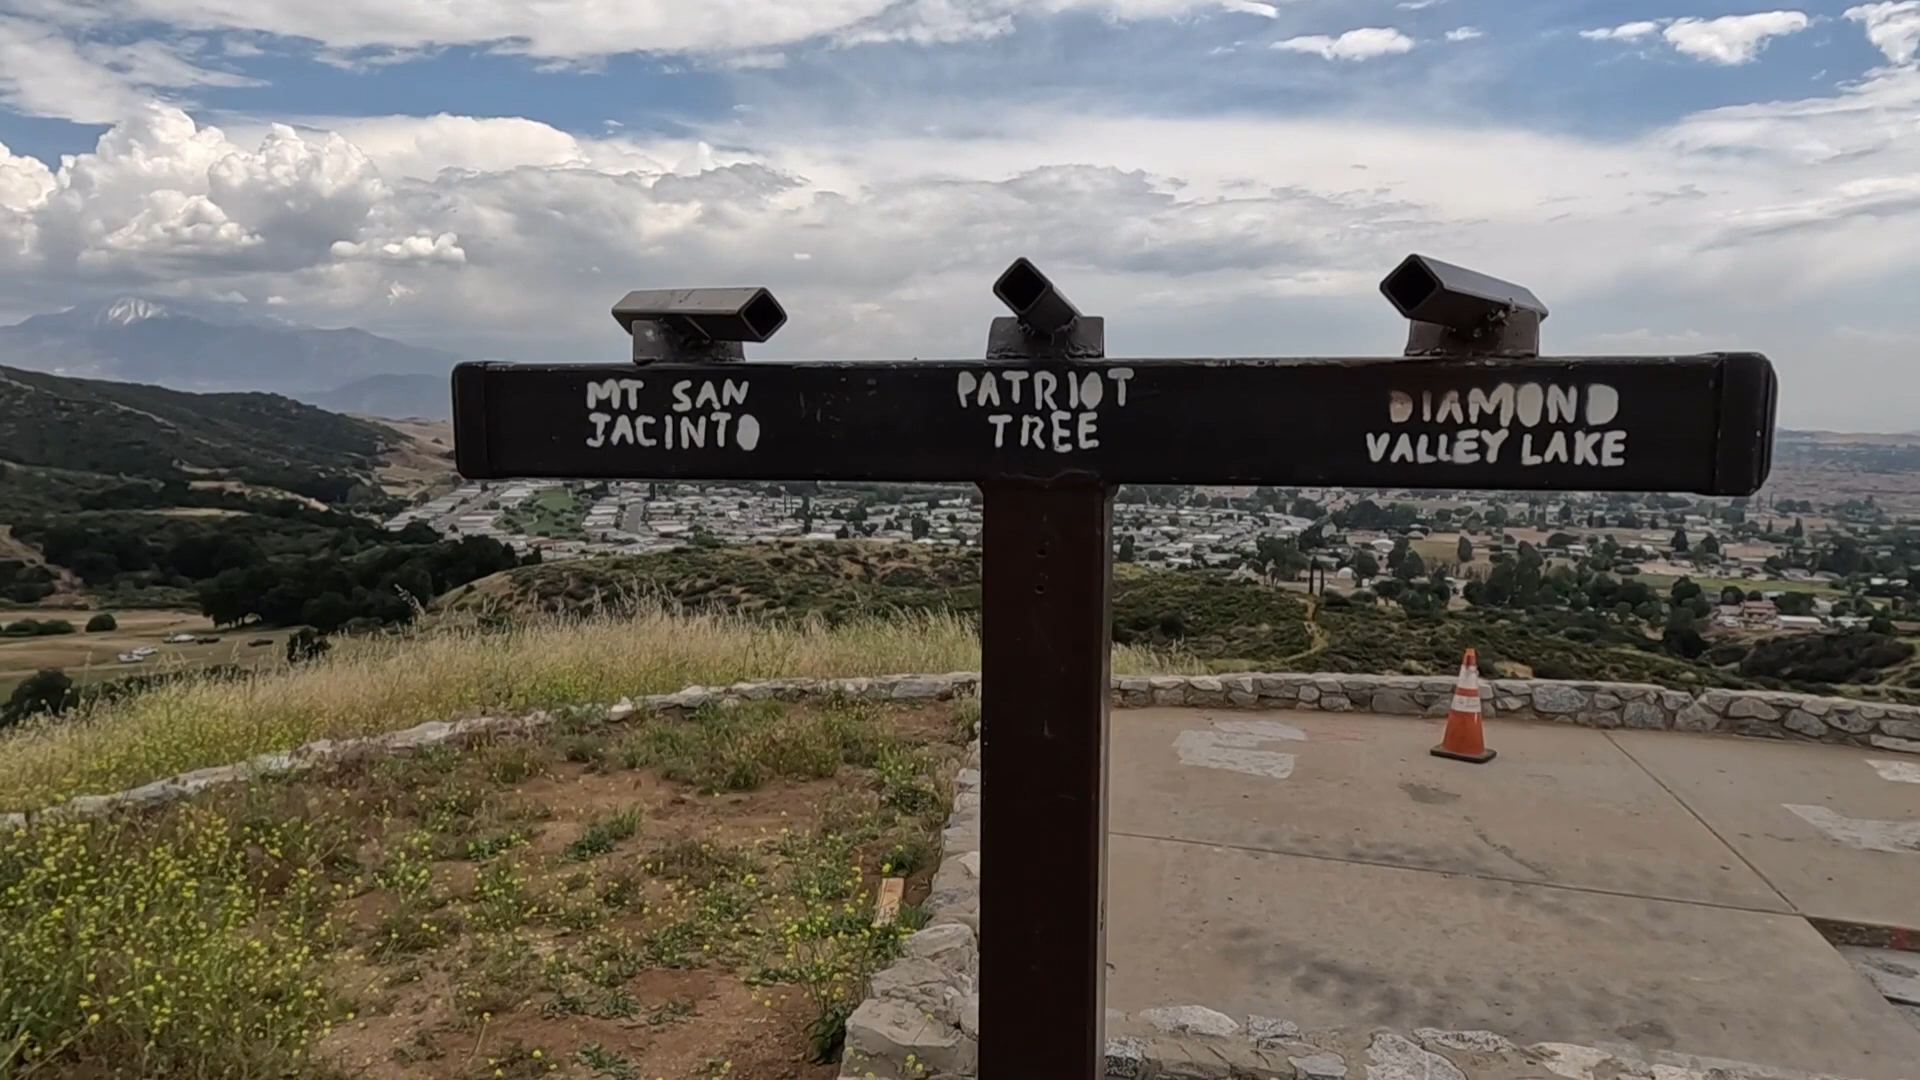 MT SAN
JACINTO
PATRIOT
TREE
DIAMOND
VALLEY LAKE